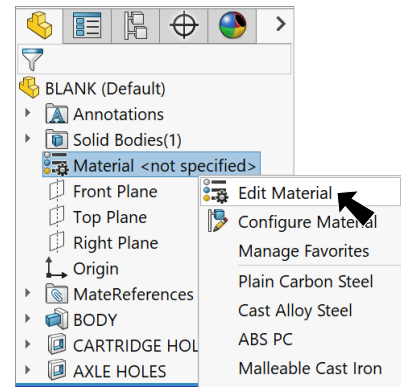 BLANK (Default)
Annotations
Solid Bodies(1)
Material <not specified>
Front Plane
Top Plane
Right Plane
Origin
MateReferences
BODY
CARTRIDGE HOL
AXLE HOLES
Edit Material
Configure Material
Manage Favorites
Plain Carbon Steel
Cast Alloy Steel
ABS PC
Malleable Cast Iron